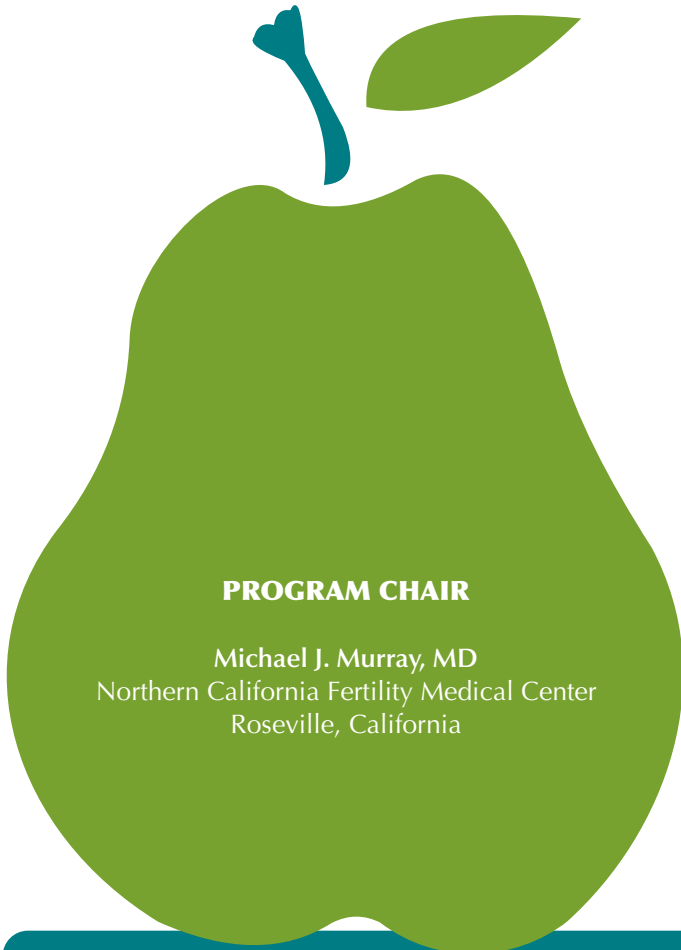 PROGRAM CHAIR
Michael J. Murray, MD
Northern California Fertility Medical Center
Roseville, California